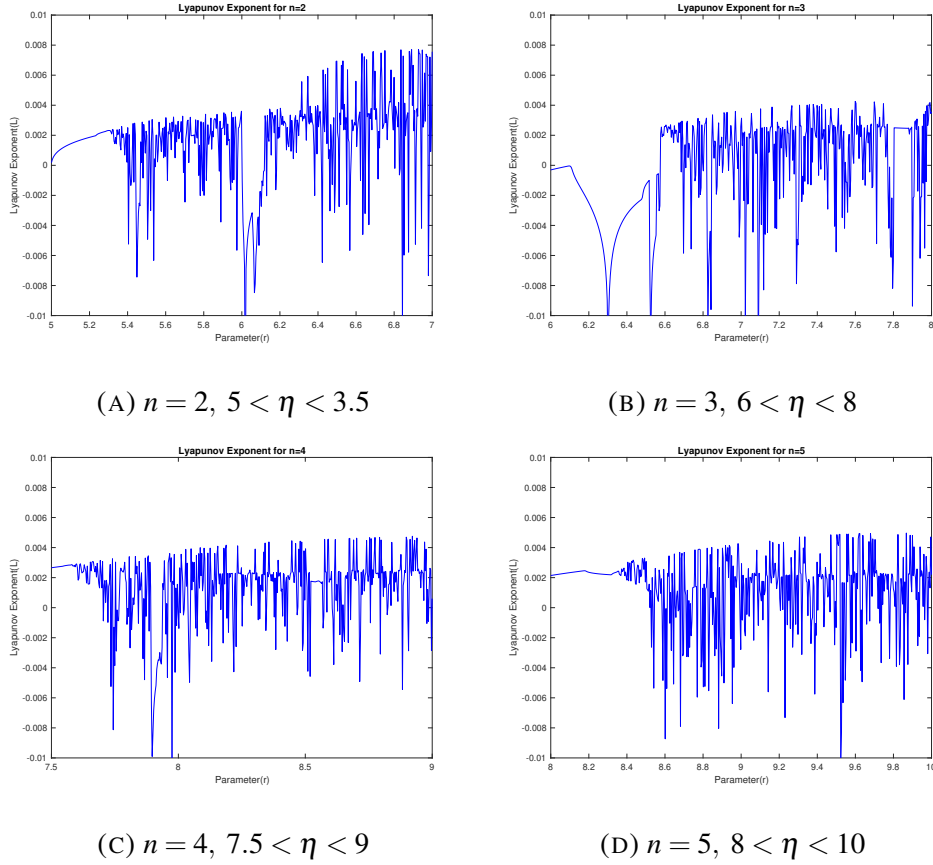 Lyapunov Exponent for n=2
0.01
0.008
0.006
0.004
0.002
0
-0.002
-0.004
-0.006
-0.008
-0.01
Lyapunov Exponent(L)
5 5.2 5.4 5.6 5.8 6 6.2 6.4 6.6 6.8 7
Parameter(r)
(A) n = 2, 5 < η < 3.5
Lyapunov Exponent for n=3
0.01
0.008
0.006
0.004
0.002
0
-0.002
-0.004
-0.006
-0.008
-0.01
Lyapunov Exponent(L)
6 6.2 6.4 6.6 6.8 7 7.2 7.4 7.6 7.8 8
Parameter(r)
(B) n = 3, 6 < η < 8
Lyapunov Exponent for n=4
0.01
0.008
0.006
0.004
0.002
0
-0.002
-0.004
-0.006
-0.008
-0.01
Lyapunov Exponent(L)
7.5 8 8.5 9
Parameter(r)
(C) n = 4, 7.5 < η < 9
Lyapunov Exponent for n=5
0.01
0.008
0.006
0.004
0.002
0
-0.002
-0.004
-0.006
-0.008
-0.01
Lyapunov Exponent(L)
8 8.2 8.4 8.6 8.8 9 9.2 9.4 9.6 9.8 10
Parameter(r)
(D) n = 5, 8 < η < 10